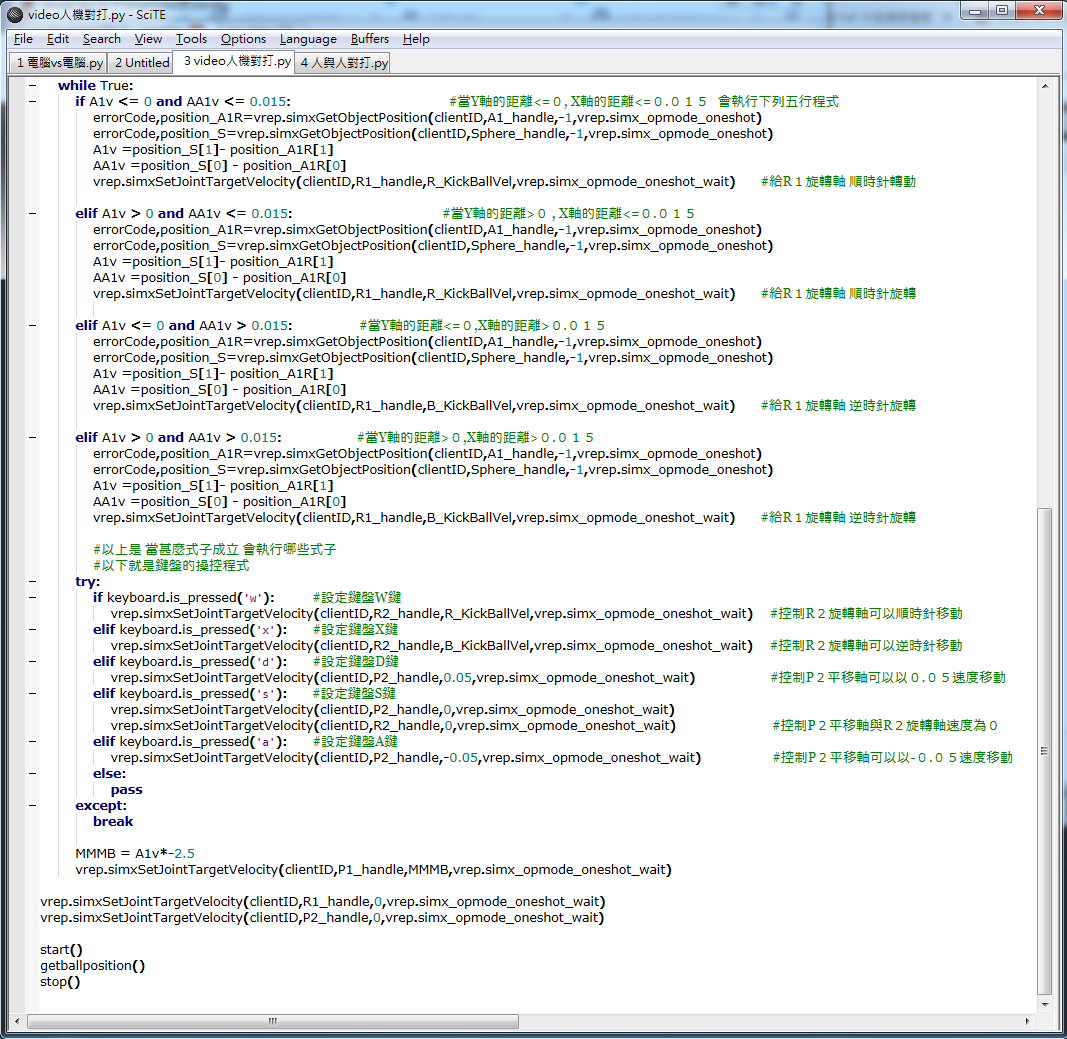 video人機對打.py - SciTE
File Edit Search View Tools Options Language Buffers Help
1 電腦vs電腦.py 2 Untitled 3 video人機對打.py 4 人與人對打.py
while True:
if A1v <= 0 and AA1v <= 0.015: #當Y軸的距離<=０, X軸的距離<=０.０１５ 會執行下列五行程式
errorCode,position_A1R=vrep.simxGetObjectPosition(clientID,A1_handle,-1,vrep.simx_opmode_oneshot)
errorCode,position_S=vrep.simxGetObjectPosition(clientID,Sphere_handle,-1,vrep.simx_opmode_oneshot)
A1v =position_S[1]- position_A1R[1]
AA1v =position_S[0] - position_A1R[0]
vrep.simxSetJointTargetVelocity(clientID,R1_handle,R_KickBallVel,vrep.simx_opmode_oneshot_wait) #給R１旋轉軸 順時針轉動
elif A1v > 0 and AA1v <= 0.015: #當Y軸的距離>０ , X軸的距離<=０.０１５
errorCode,position_A1R=vrep.simxGetObjectPosition(clientID,A1_handle,-1,vrep.simx_opmode_oneshot)
errorCode,position_S=vrep.simxGetObjectPosition(clientID,Sphere_handle,-1,vrep.simx_opmode_oneshot)
A1v =position_S[1]- position_A1R[1]
AA1v =position_S[0] - position_A1R[0]
vrep.simxSetJointTargetVelocity(clientID,R1_handle,R_KickBallVel,vrep.simx_opmode_oneshot_wait) #給R１旋轉軸 順時針旋轉
elif A1v <= 0 and AA1v > 0.015: #當Y軸的距離<=０,X軸的距離>０.０１５
errorCode,position_A1R=vrep.simxGetObjectPosition(clientID,A1_handle,-1,vrep.simx_opmode_oneshot)
errorCode,position_S=vrep.simxGetObjectPosition(clientID,Sphere_handle,-1,vrep.simx_opmode_oneshot)
A1v =position_S[1]- position_A1R[1]
AA1v =position_S[0] - position_A1R[0]
vrep.simxSetJointTargetVelocity(clientID,R1_handle,B_KickBallVel,vrep.simx_opmode_oneshot_wait) #給R１旋轉軸 逆時針旋轉
elif A1v > 0 and AA1v > 0.015: #當Y軸的距離>０,X軸的距離>０.０１５
errorCode,position_A1R=vrep.simxGetObjectPosition(clientID,A1_handle,-1,vrep.simx_opmode_oneshot)
errorCode,position_S=vrep.simxGetObjectPosition(clientID,Sphere_handle,-1,vrep.simx_opmode_oneshot)
A1v =position_S[1]- position_A1R[1]
AA1v =position_S[0] - position_A1R[0]
vrep.simxSetJointTargetVelocity(clientID,R1_handle,B_KickBallVel,vrep.simx_opmode_oneshot_wait) #給R１旋轉軸 逆時針旋轉
#以上是 當甚麼式子成立 會執行哪些式子
#以下就是鍵盤的操控程式
try:
if keyboard.is_pressed('w'): #設定鍵盤W鍵
vrep.simxSetJointTargetVelocity(clientID,R2_handle,R_KickBallVel,vrep.simx_opmode_oneshot_wait) #控制R２旋轉軸可以順時針移動
elif keyboard.is_pressed('x'): #設定鍵盤X鍵
vrep.simxSetJointTargetVelocity(clientID,R2_handle,B_KickBallVel,vrep.simx_opmode_oneshot_wait) #控制R２旋轉軸可以逆時針移動
elif keyboard.is_pressed('d'): #設定鍵盤D鍵
vrep.simxSetJointTargetVelocity(clientID,P2_handle,0.05,vrep.simx_opmode_oneshot_wait) #控制P２平移軸可以以０.０５速度移動
elif keyboard.is_pressed('s'): #設定鍵盤S鍵
vrep.simxSetJointTargetVelocity(clientID,P2_handle,0,vrep.simx_opmode_oneshot_wait)
vrep.simxSetJointTargetVelocity(clientID,R2_handle,0,vrep.simx_opmode_oneshot_wait) #控制P２平移軸與R２旋轉軸速度為０
elif keyboard.is_pressed('a'): #設定鍵盤A鍵
vrep.simxSetJointTargetVelocity(clientID,P2_handle,-0.05,vrep.simx_opmode_oneshot_wait) #控制P２平移軸可以以-０.０５速度移動
else:
pass
except:
break
MMMB = A1v*-2.5
vrep.simxSetJointTargetVelocity(clientID,P1_handle,MMMB,vrep.simx_opmode_oneshot_wait)
vrep.simxSetJointTargetVelocity(clientID,R1_handle,0,vrep.simx_opmode_oneshot_wait)
vrep.simxSetJointTargetVelocity(clientID,P2_handle,0,vrep.simx_opmode_oneshot_wait)
start()
getballposition()
stop()